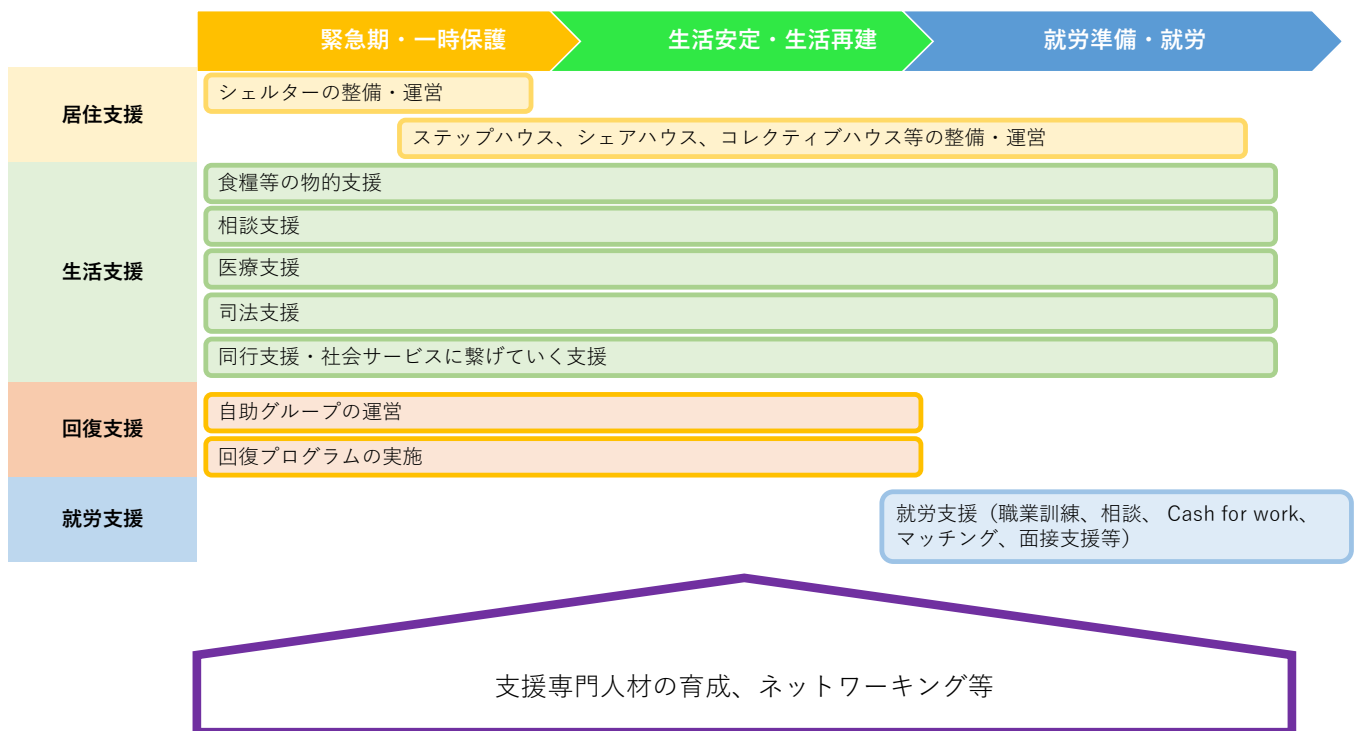 緊急期・一時保護
生活安定・生活再建
就労準備・就労
居住支援
シェルターの整備・運営
ステップハウス、シェアハウス、コレクティブハウス等の整備・運営
生活支援
食糧等の物的支援
相談支援
医療支援
司法支援
同行支援・社会サービスに繋げていく支援
回復支援
自助グループの運営
回復プログラムの実施
就労支援
就労支援（職業訓練、相談、 Cash for work、
マッチング、面接支援等）
支援専門人材の育成、ネットワーキング等